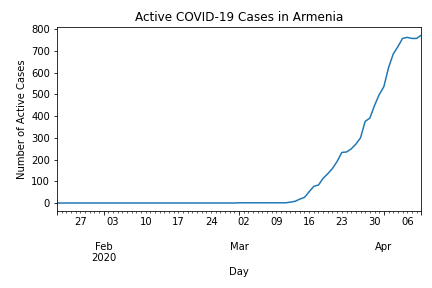 Active COVID-19 Cases in Armenia
Number of Active Cases
800
700
600
500
400
300
200
100
0
27 03 10 17 24 02 09 16 23 30 06
Feb Mar Apr
2020
Day